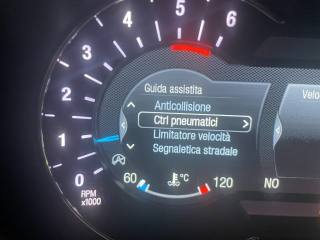 5
4
6
3
2
1
0
RPM
x1000
Guida assistita
Anticollisione
Ctrl pneumatici
Limitatore velocità
Segnaletica stradale
60 °C 120
NO
Velo